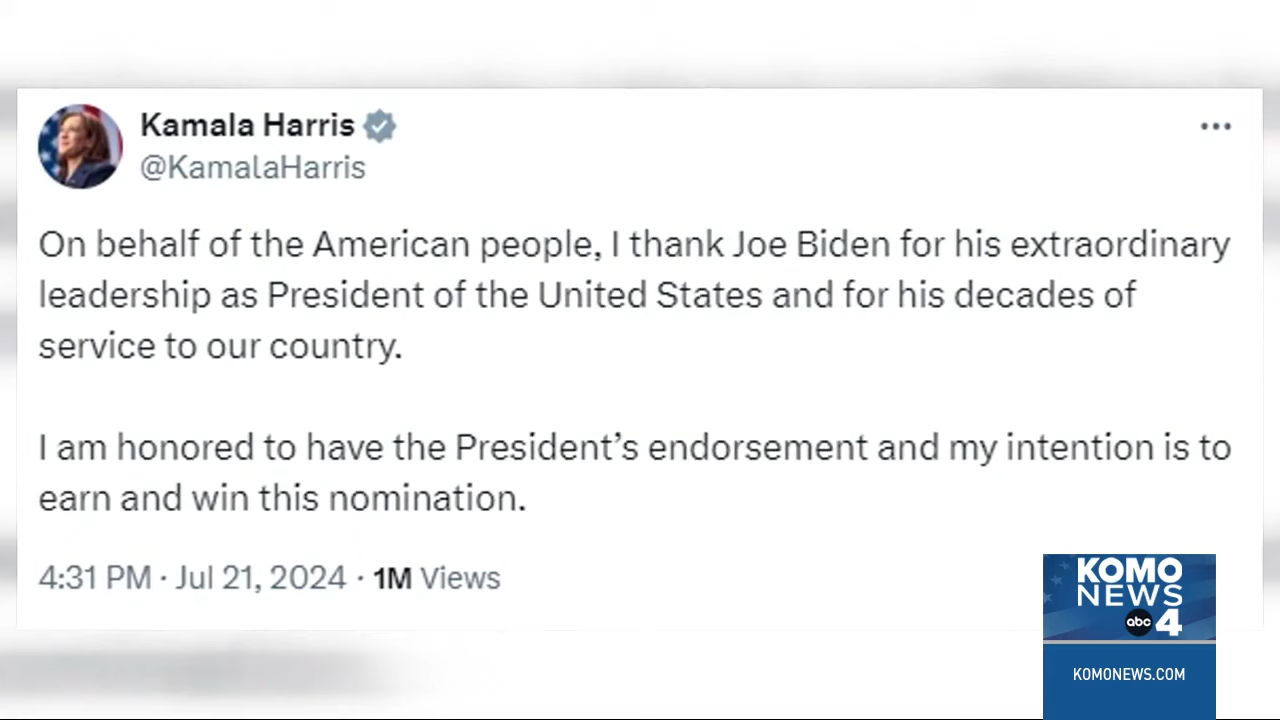 Kamala Harris
@KamalaHarris
On behalf of the American people, I thank Joe Biden for his extraordinary
leadership as President of the United States and for his decades of
service to our country.
I am honored to have the President’s endorsement and my intention is to
earn and win this nomination.
4:31 PM · Jul 21, 2024 · 1M Views
KOMO
NEWS
abc 4
KOMONEWS.COM